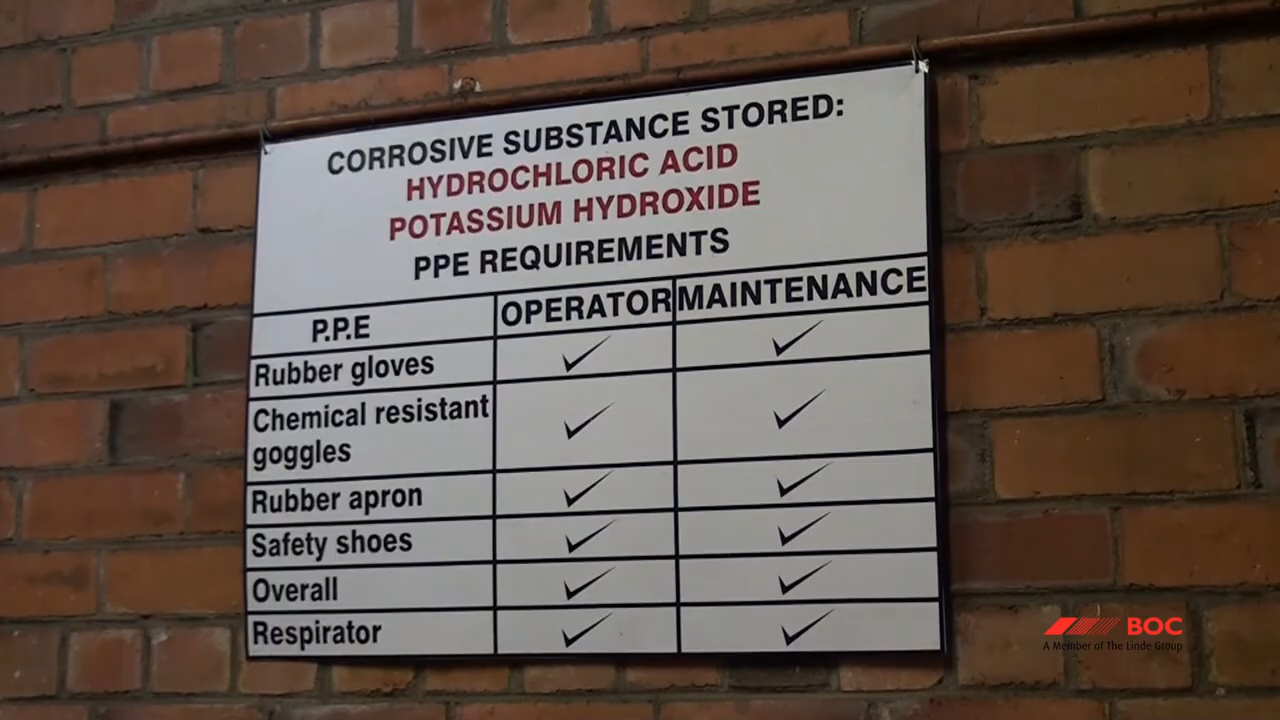 CORROSIVE SUBSTANCE STORED:
HYDROCHLORIC ACID
POTASSIUM HYDROXIDE
PPE REQUIREMENTS
P.P.E OPERATOR MAINTENANCE
Rubber gloves
Chemical resistant
goggles
Rubber apron
Safety shoes
Overall
Respirator
BOC
A Member of The Linde Group